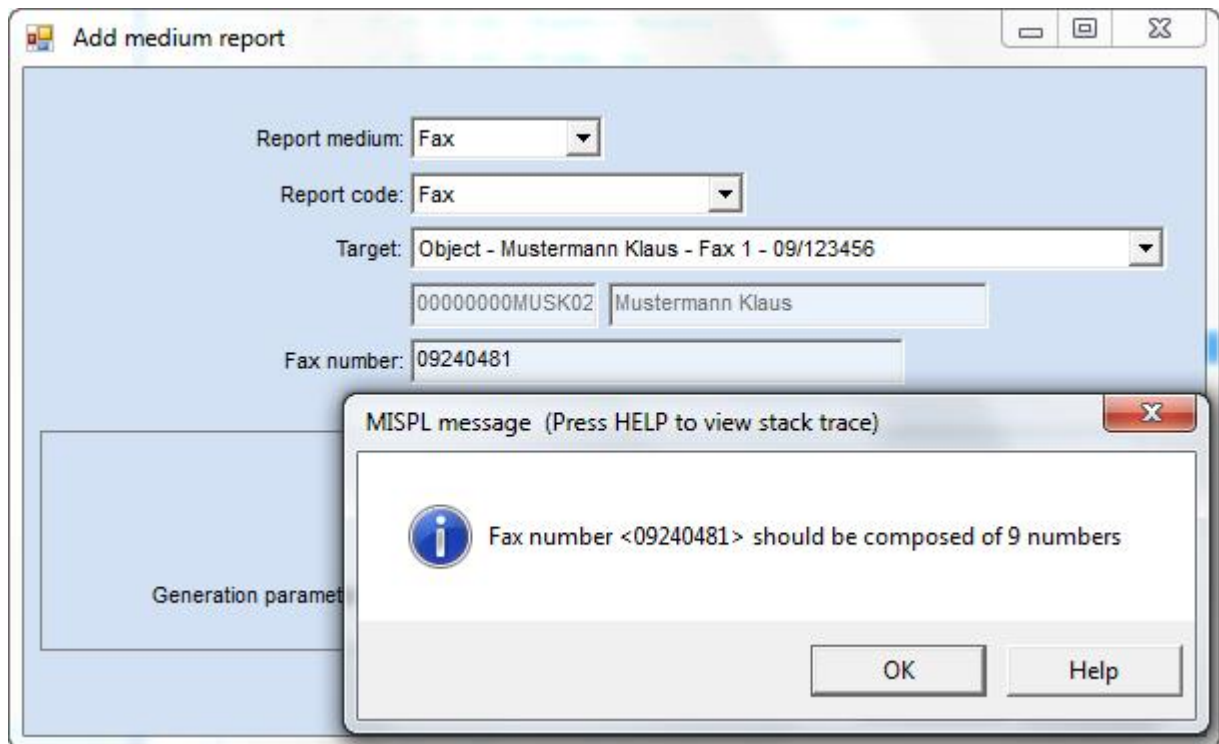 Add medium report
Report medium: Fax
Report code: Fax
Target: Object - Mustermann Klaus - Fax 1 - 09/123456
00000000MUSK02 Mustermann Klaus
Fax number: 09240481
MISPL message (Press HELP to view stack trace)
Fax number <09240481> should be composed of 9 numbers
Generation paramet
OK Help